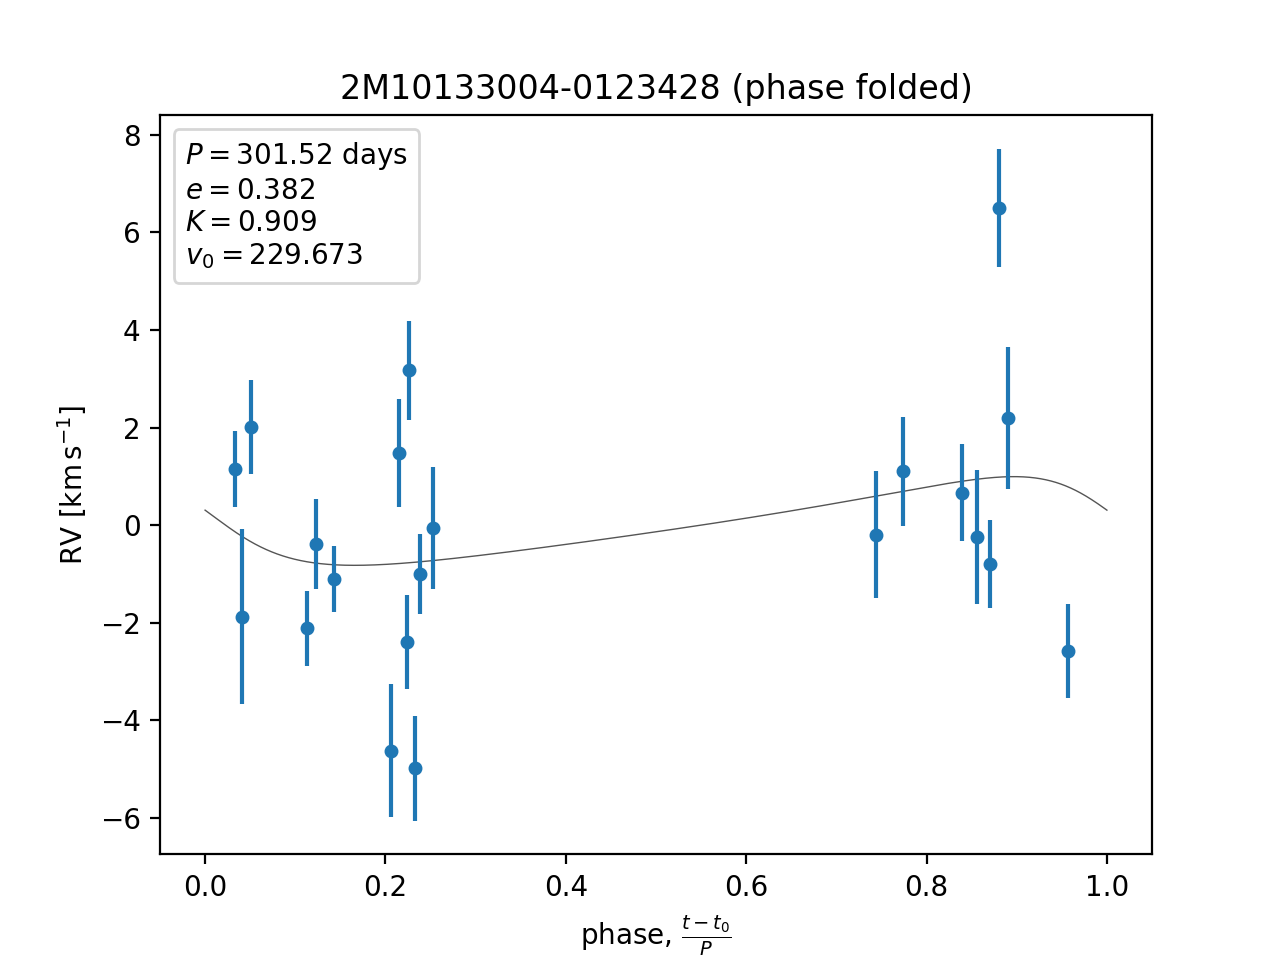 2M10133004-0123428 (phase folded)
P = 301.52 days
e = 0.382
K = 0.909
v₀ = 229.673
8
6
4
2
0
−2
−4
−6
RV [km s⁻¹]
0.0 0.2 0.4 0.6 0.8 1.0
phase, (t − t₀)/P